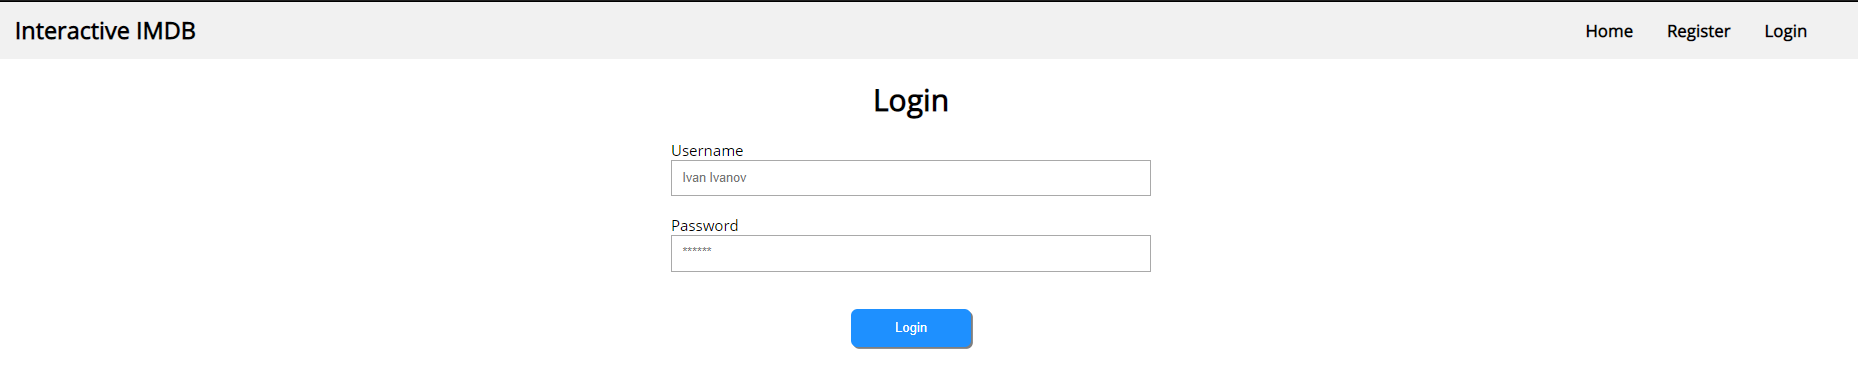 Interactive IMDB Home Register Login
Login
Username
Ivan Ivanov
Password
******
Login